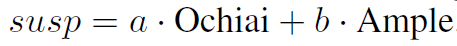 susp = a · Ochiai + b · Ample